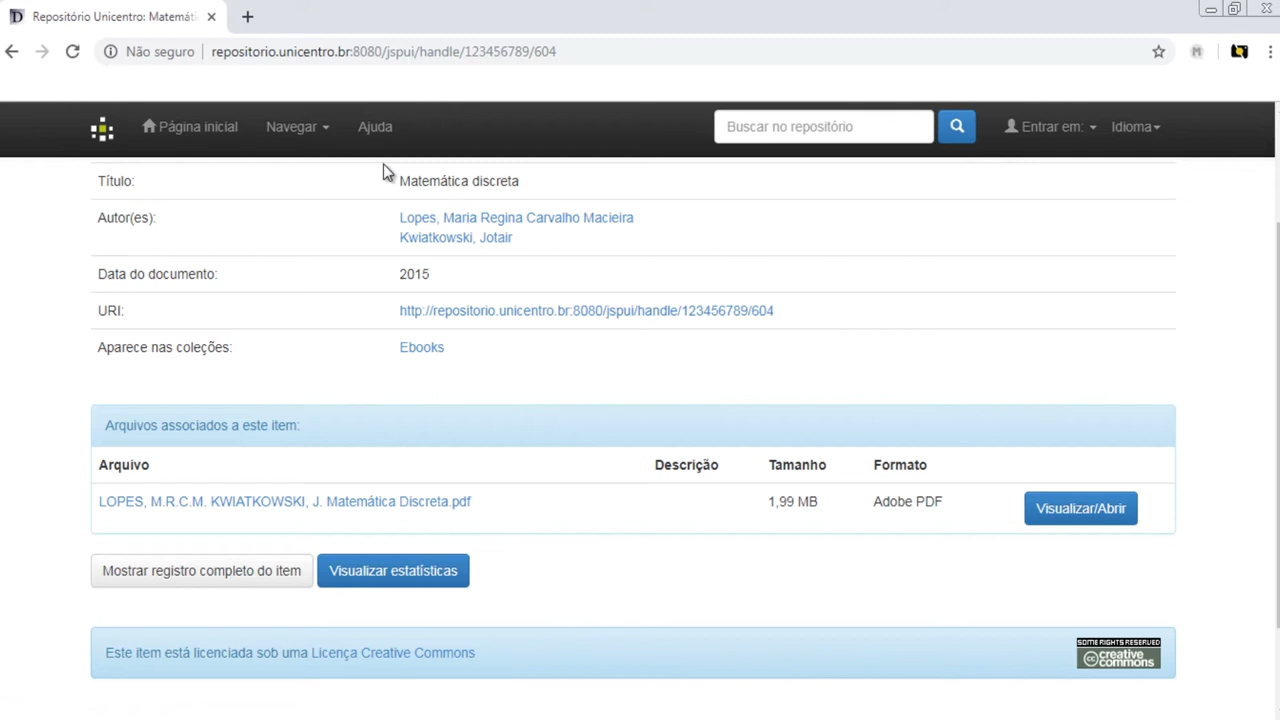 Repositório Unicentro: Matemáti
Não seguro repositorio.unicentro.br:8080/jspui/handle/123456789/604
Página inicial Navegar Ajuda Buscar no repositório Entrar em: Idioma
Título: Matemática discreta
Autor(es): Lopes, Maria Regina Carvalho Macieira
Kwiatkowski, Jotair
Data do documento: 2015
URI: http://repositorio.unicentro.br:8080/jspui/handle/123456789/604
Aparece nas coleções: Ebooks
Arquivos associados a este item:
Arquivo Descrição Tamanho Formato
LOPES, M.R.C.M. KWIATKOWSKI, J. Matemática Discreta.pdf 1,99 MB Adobe PDF Visualizar/Abrir
Mostrar registro completo do item Visualizar estatísticas
Este item está licenciada sob uma Licença Creative Commons
SOME RIGHTS RESERVED
cc creative commons